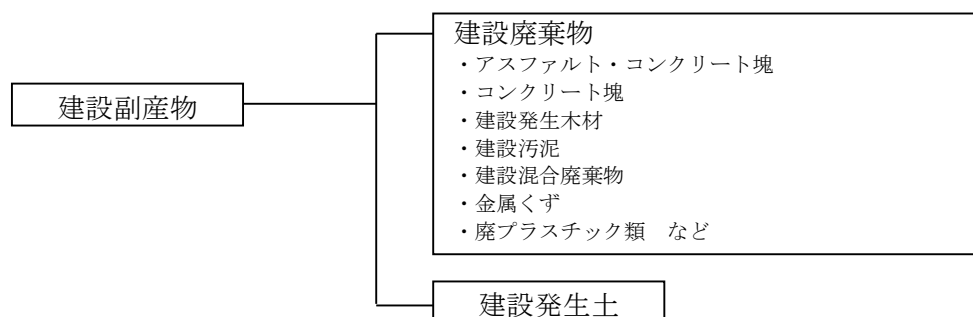 建設副産物
建設廃棄物
・アスファルト・コンクリート塊
・コンクリート塊
・建設発生木材
・建設汚泥
・建設混合廃棄物
・金属くず
・廃プラスチック類　など
建設発生土